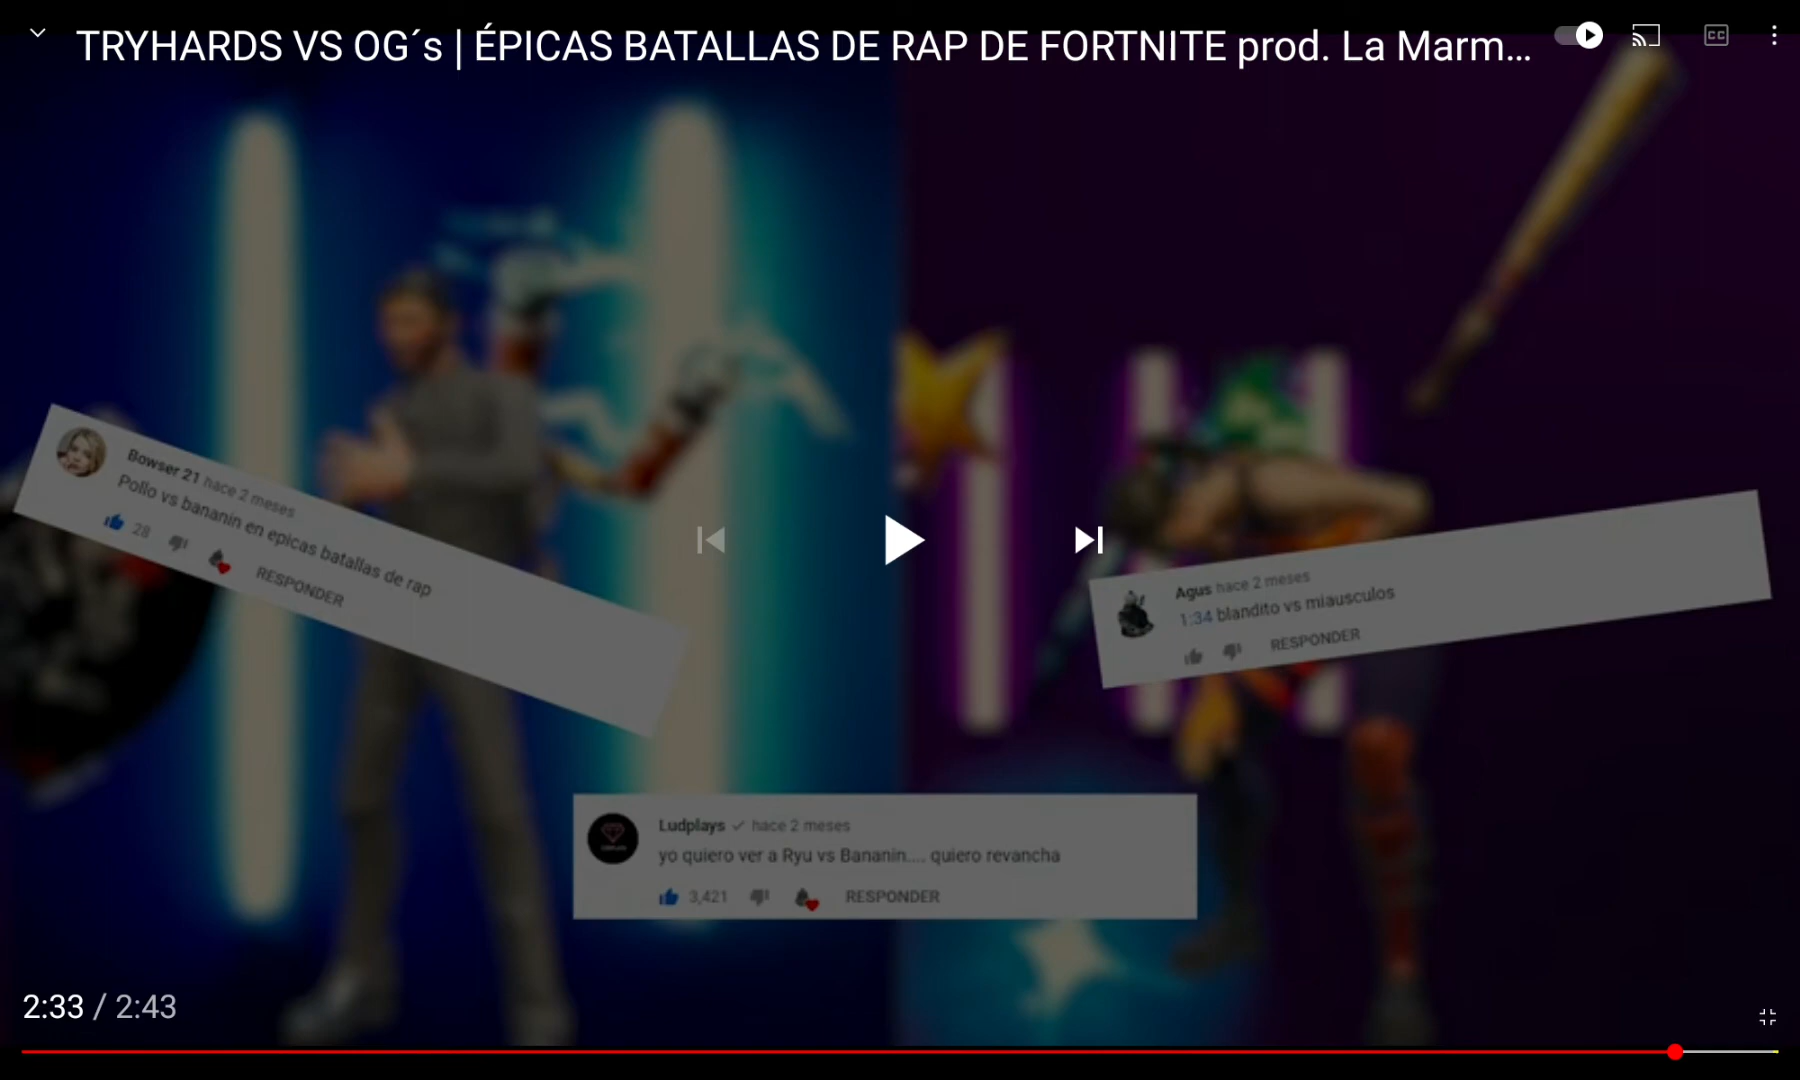 TRYHARDS VS OG´s | ÉPICAS BATALLAS DE RAP DE FORTNITE prod. La Marm...
CC
Bowser 21 hace 2 meses
Pollo vs bananin en epicas batallas de rap
28 RESPONDER
Agus hace 2 meses
1:34 blandito vs miausculos
RESPONDER
Ludplays hace 2 meses
yo quiero ver a Ryu vs Bananin.... quiero revancha
3,421 RESPONDER
2:33 / 2:43